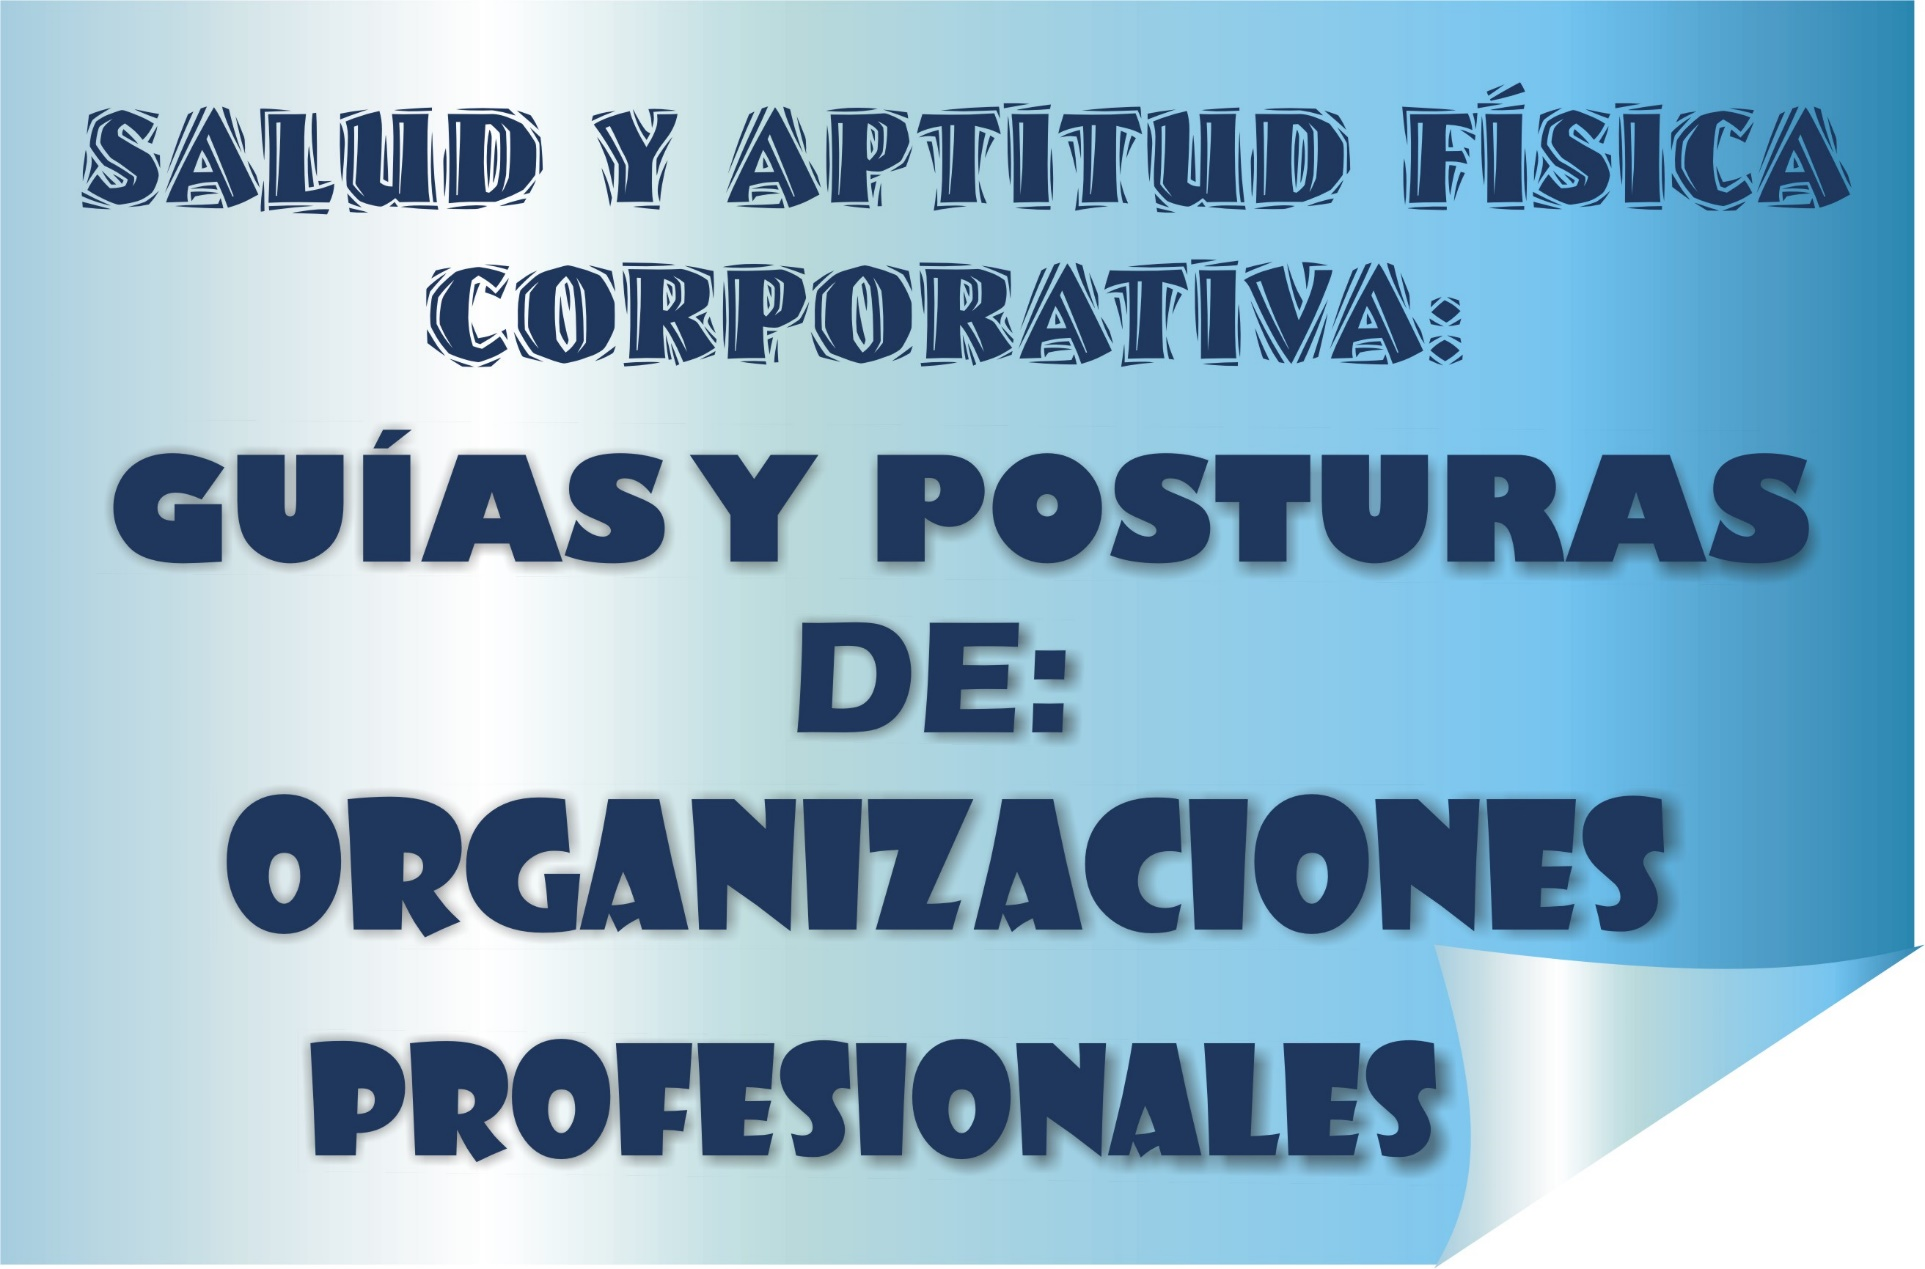 SALUD Y APTITUD FÍSICA
CORPORATIVA:
GUÍAS Y POSTURAS
DE:
ORGANIZACIONES
PROFESIONALES